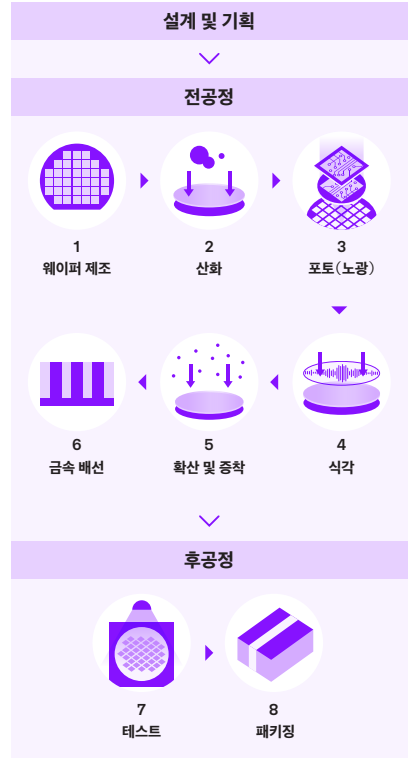 설계 및 기획
전공정
1
웨이퍼 제조
2
산화
3
포토(노광)
4
식각
5
확산 및 증착
6
금속 배선
후공정
7
테스트
8
패키징